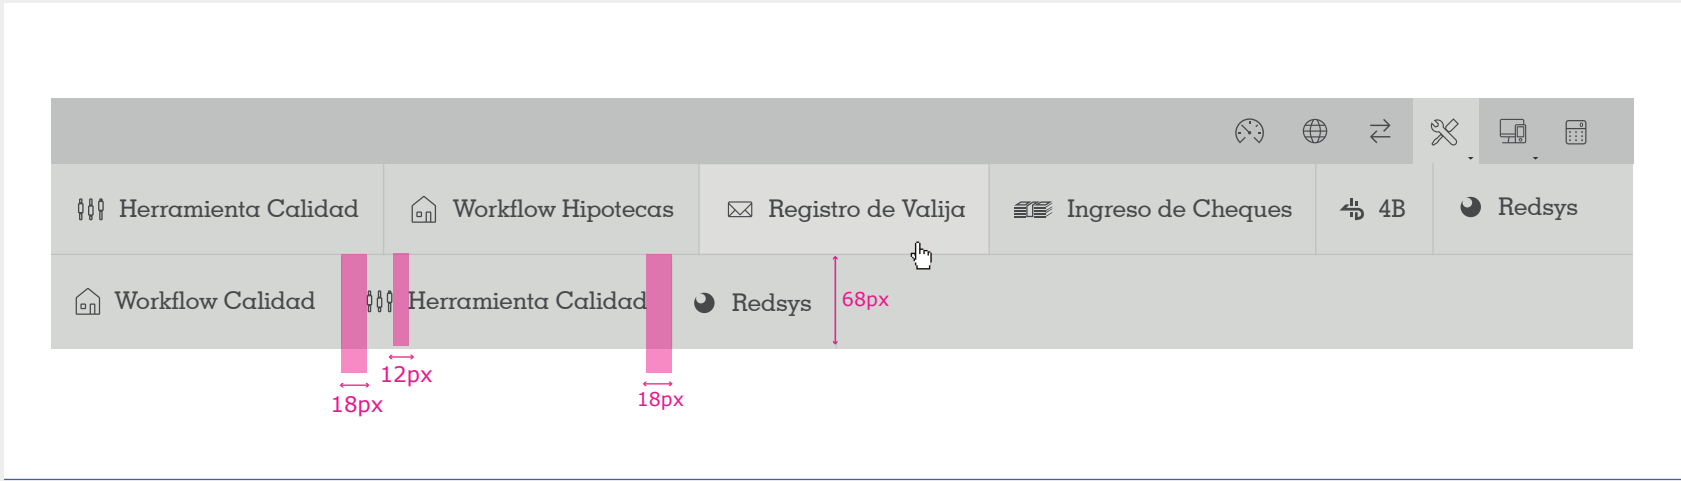 Herramienta Calidad Workflow Hipotecas Registro de Valija Ingreso de Cheques 4B Redsys
Workflow Calidad Herramienta Calidad Redsys 68px
12px
18px 18px